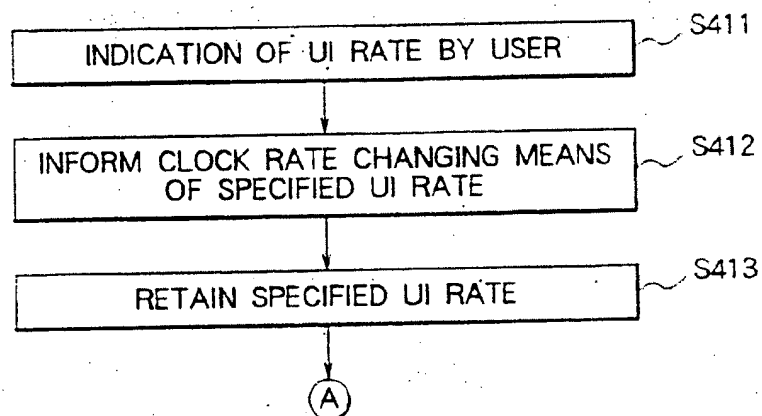 INDICATION OF UI RATE BY USER
S411
INFORM CLOCK RATE CHANGING MEANS
OF SPECIFIED UI RATE
S412
RETAIN SPECIFIED UI RATE
S413
A